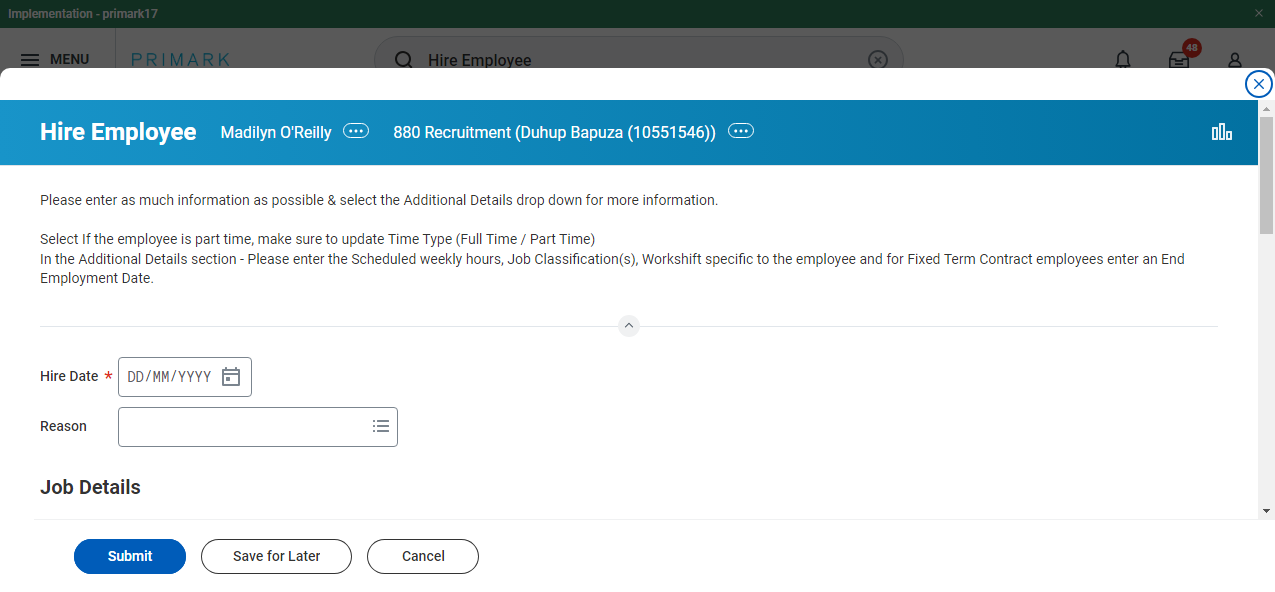 Implementation - primark17
MENU
PRIMARK
Hire Employee
48
Hire Employee Madilyn O'Reilly 880 Recruitment (Duhup Bapuza (10551546))
Please enter as much information as possible & select the Additional Details drop down for more information.
Select If the employee is part time, make sure to update Time Type (Full Time / Part Time)
In the Additional Details section - Please enter the Scheduled weekly hours, Job Classification(s), Workshift specific to the employee and for Fixed Term Contract employees enter an End
Employment Date.
Hire Date * DD/MM/YYYY
Reason
Job Details
Submit Save for Later Cancel